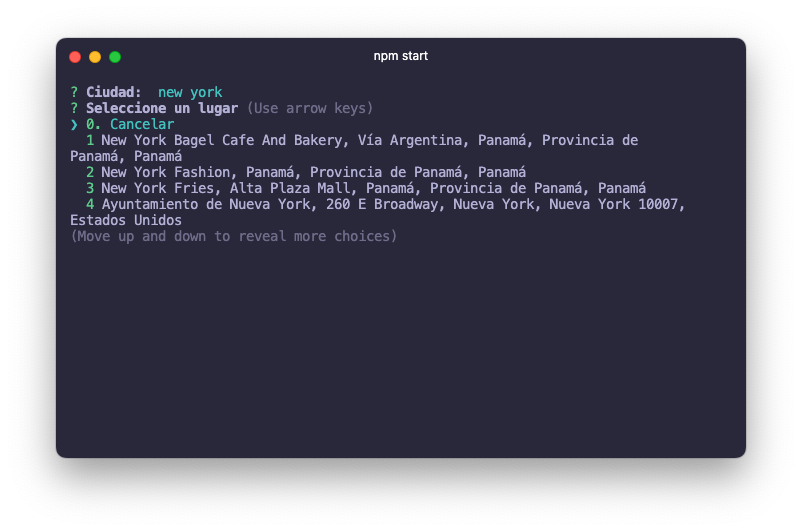 npm start
? Ciudad: new york
? Seleccione un lugar (Use arrow keys)
❯ 0. Cancelar
1 New York Bagel Cafe And Bakery, Vía Argentina, Panamá, Provincia de
Panamá, Panamá
2 New York Fashion, Panamá, Provincia de Panamá, Panamá
3 New York Fries, Alta Plaza Mall, Panamá, Provincia de Panamá, Panamá
4 Ayuntamiento de Nueva York, 260 E Broadway, Nueva York, Nueva York 10007,
Estados Unidos
(Move up and down to reveal more choices)